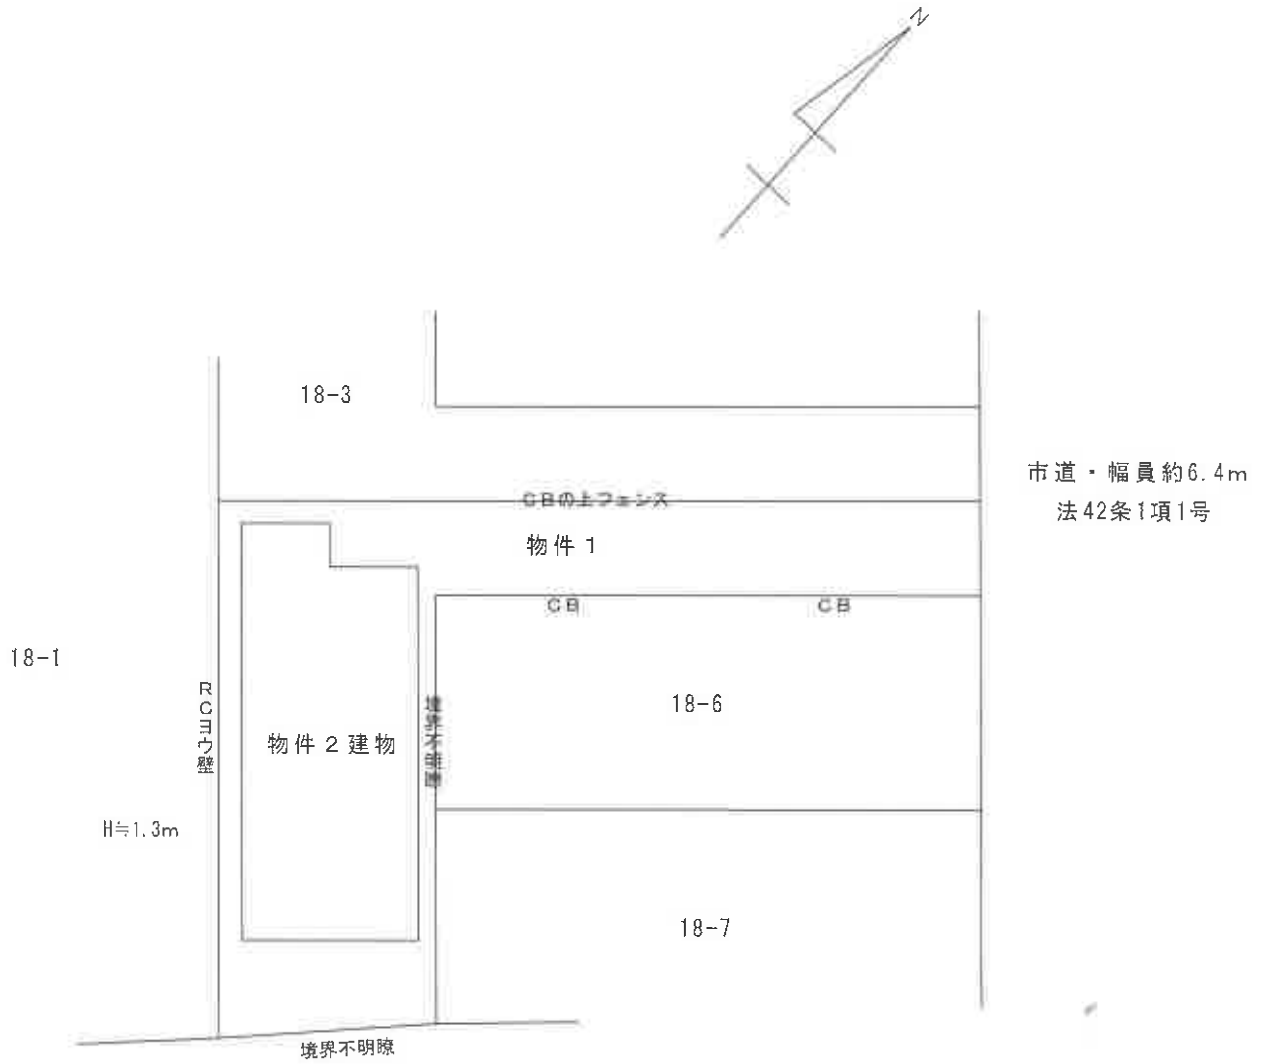 N
18-3
市道・幅員約6.4m
法42条1項1号
CBの上フェンス
物件1
CB
CB
18-1
RCヨウ壁
境界不明瞭
18-6
物件2建物
H≒1.3m
18-7
境界不明瞭